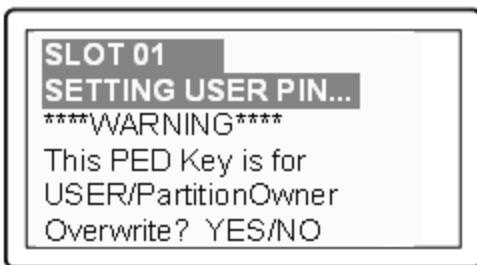 SLOT 01
SETTING USER PIN...
****WARNING****
This PED Key is for
USER/PartitionOwner
Overwrite?  YES/NO